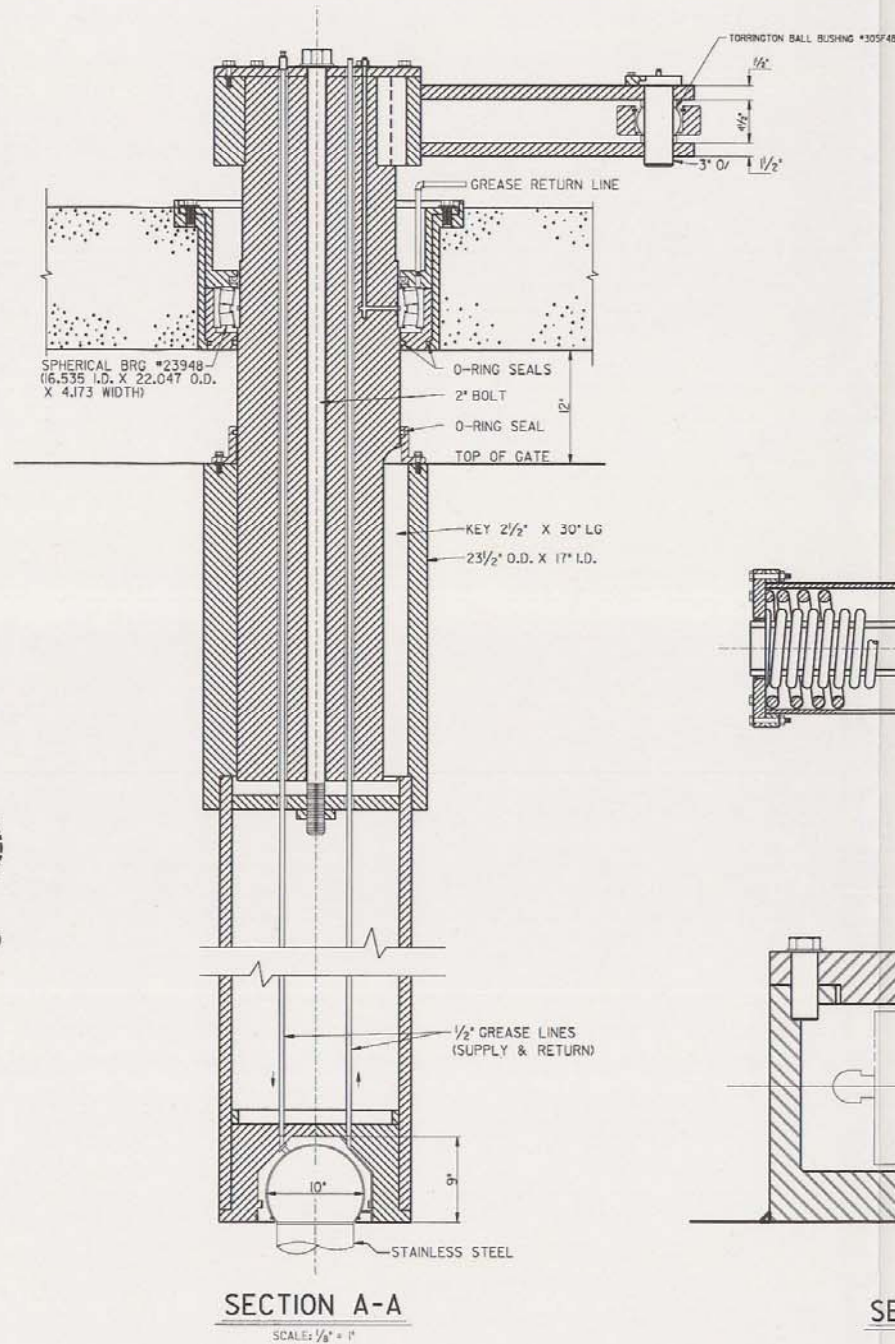 TORRINGTON BALL BUSHING #30SF48
1/2"
4 1/2"
3" O/
1 1/2"
GREASE RETURN LINE
SPHERICAL BRG #23948
(16.535 I.D. X 22.047 O.D.
X 4.173 WIDTH)
O-RING SEALS
2" BOLT
12"
O-RING SEAL
TOP OF GATE
KEY 2 1/2" X 30" LG
23 1/2" O.D. X 17" I.D.
1/2" GREASE LINES
(SUPPLY & RETURN)
10"
9"
STAINLESS STEEL
SECTION A-A
SCALE: 1/8" = 1"
SE